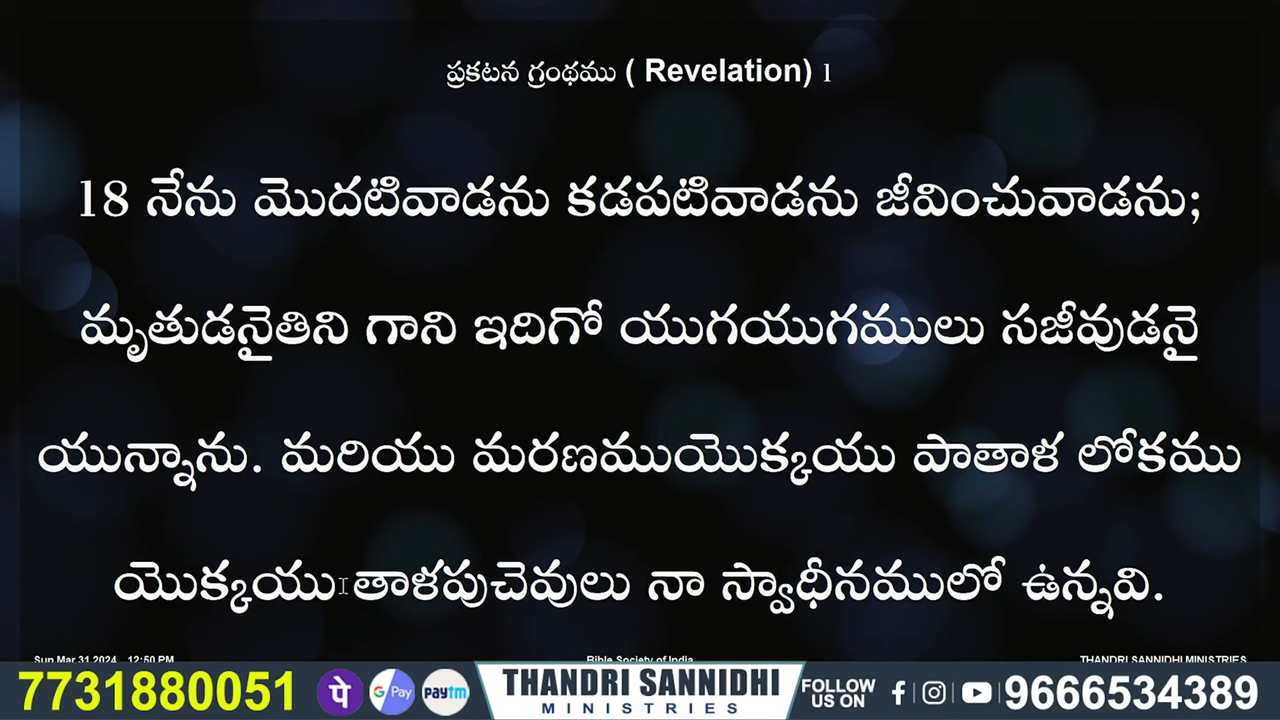 ప్రకటన గ్రంథము ( Revelation) 1
18 నేను మొదటివాడను కడపటివాడను జీవించువాడను;
మృతుడనైతిని గాని ఇదిగో యుగయుగములు సజీవుడనై
యున్నాను. మరియు మరణముయొక్కయు పాతాళ లోకము
యొక్కయు తాళపుచెవులు నా స్వాధీనములో ఉన్నవి.
Sun Mar 31 2024 12:50 PM Bible Society of India THANDRI SANNIDHI MINISTRIES
7731880051 पे G Pay paytm THANDRI SANNIDHI FOLLOW 9666534389
MINISTRIES US ON